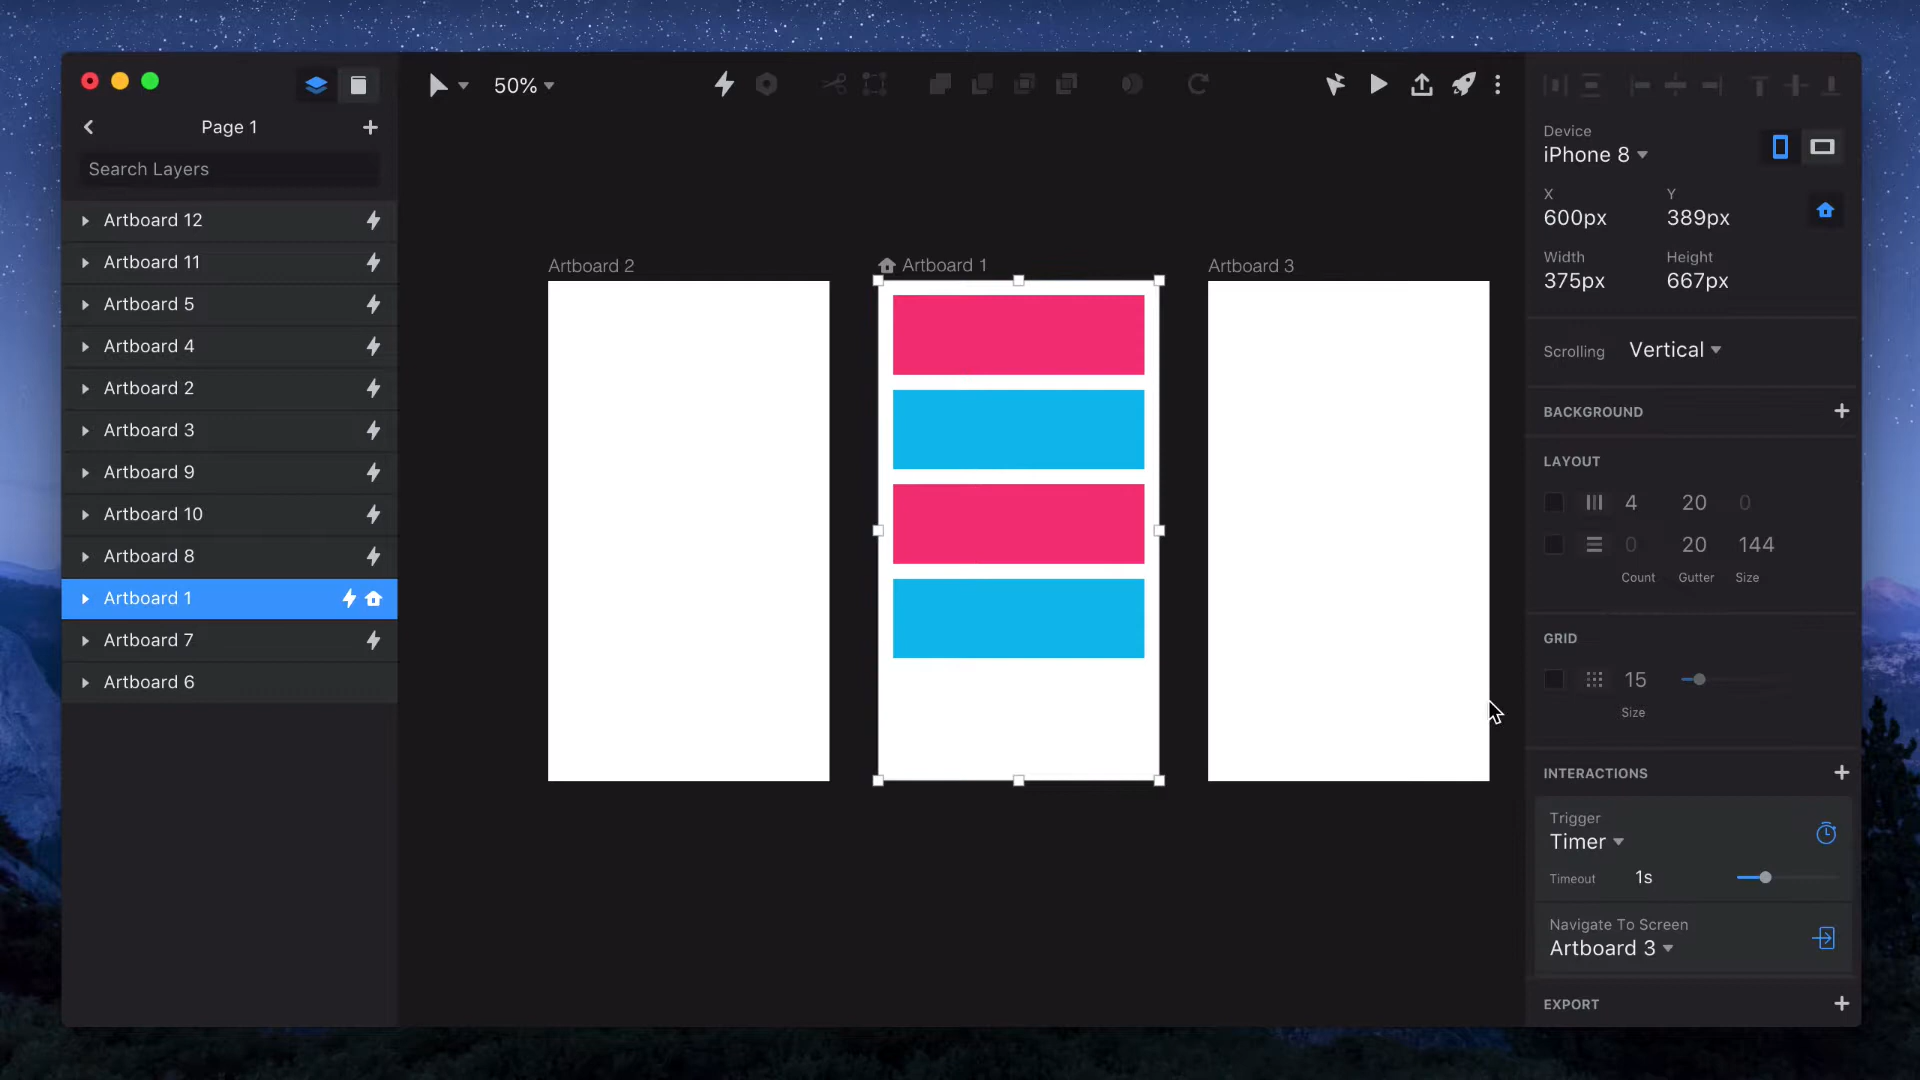 50%
Page 1
Search Layers
Artboard 12
Artboard 11
Artboard 5
Artboard 4
Artboard 2
Artboard 3
Artboard 9
Artboard 10
Artboard 8
Artboard 1
Artboard 7
Artboard 6
Artboard 2
Artboard 1
Artboard 3
Device
iPhone 8
X Y
600px 389px
Width Height
375px 667px
Scrolling Vertical
BACKGROUND
LAYOUT
4 20 0
0 20 144
Count Gutter Size
GRID
15
Size
INTERACTIONS
Trigger
Timer
Timeout 1s
Navigate To Screen
Artboard 3
EXPORT